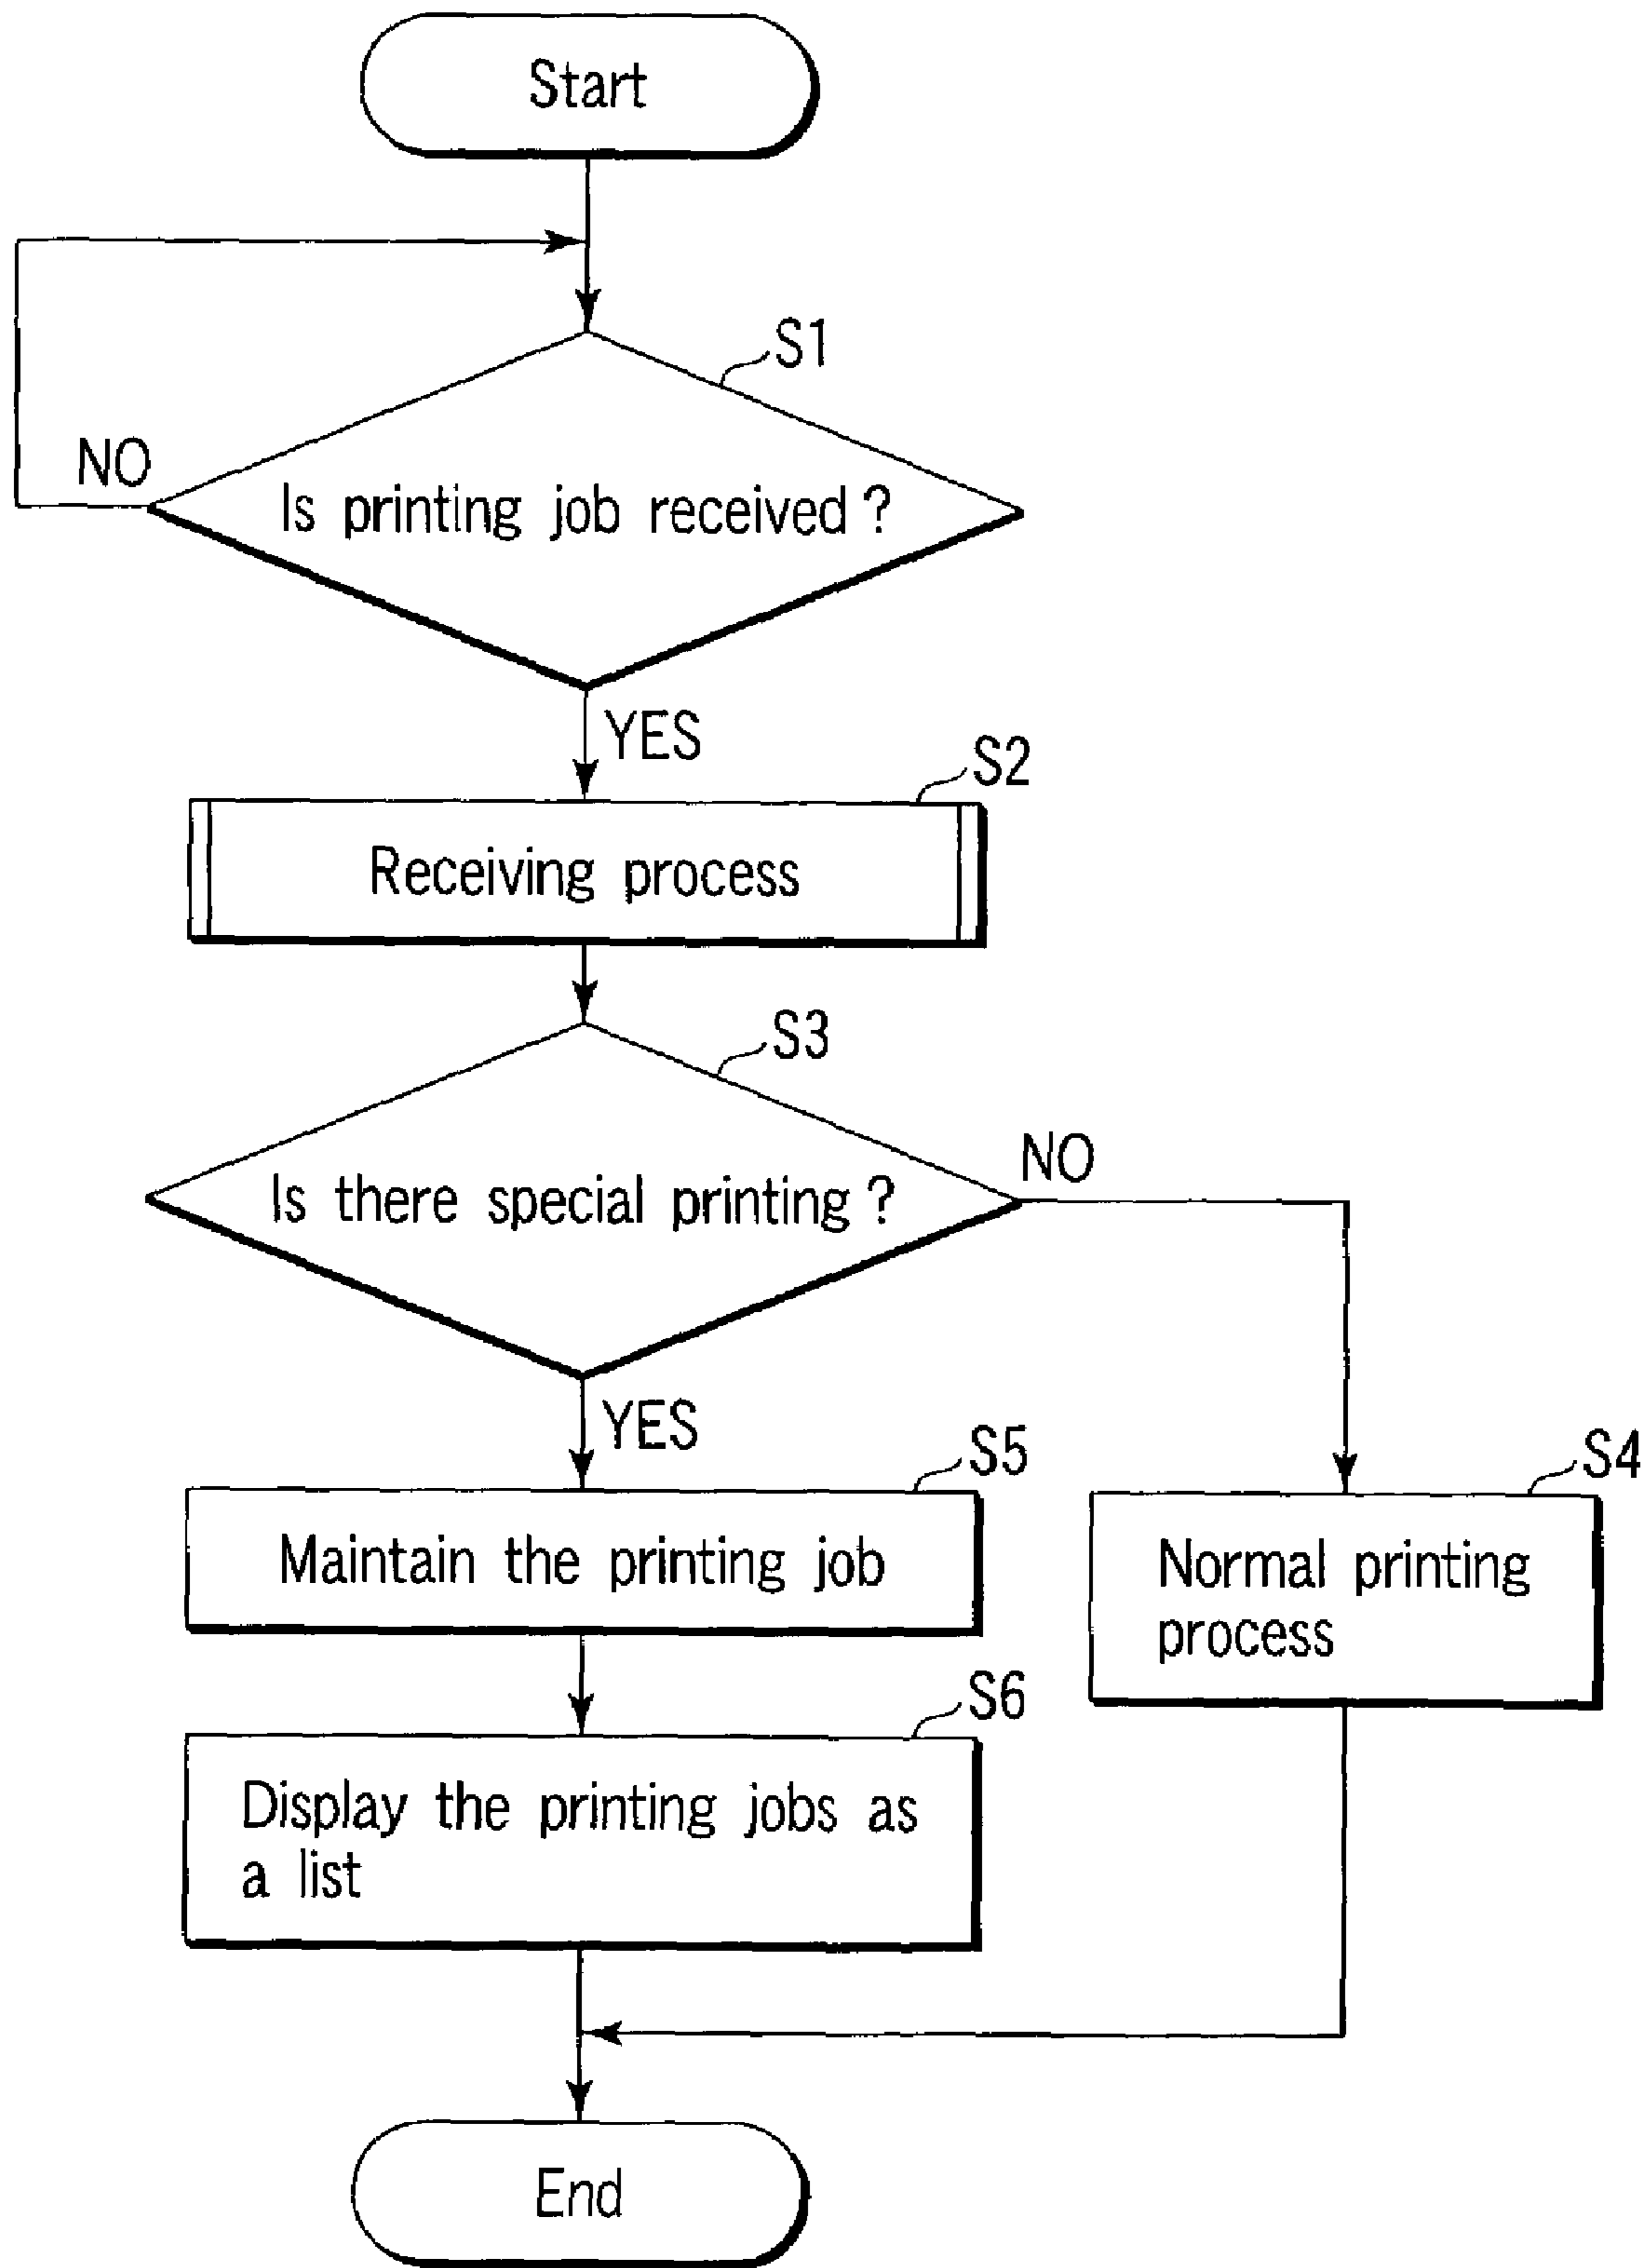 Start
S1
NO
Is printing job received?
YES
S2
Receiving process
S3
NO
Is there special printing?
YES
S5
S4
Maintain the printing job
Normal printing
process
S6
Display the printing jobs as
a list
End